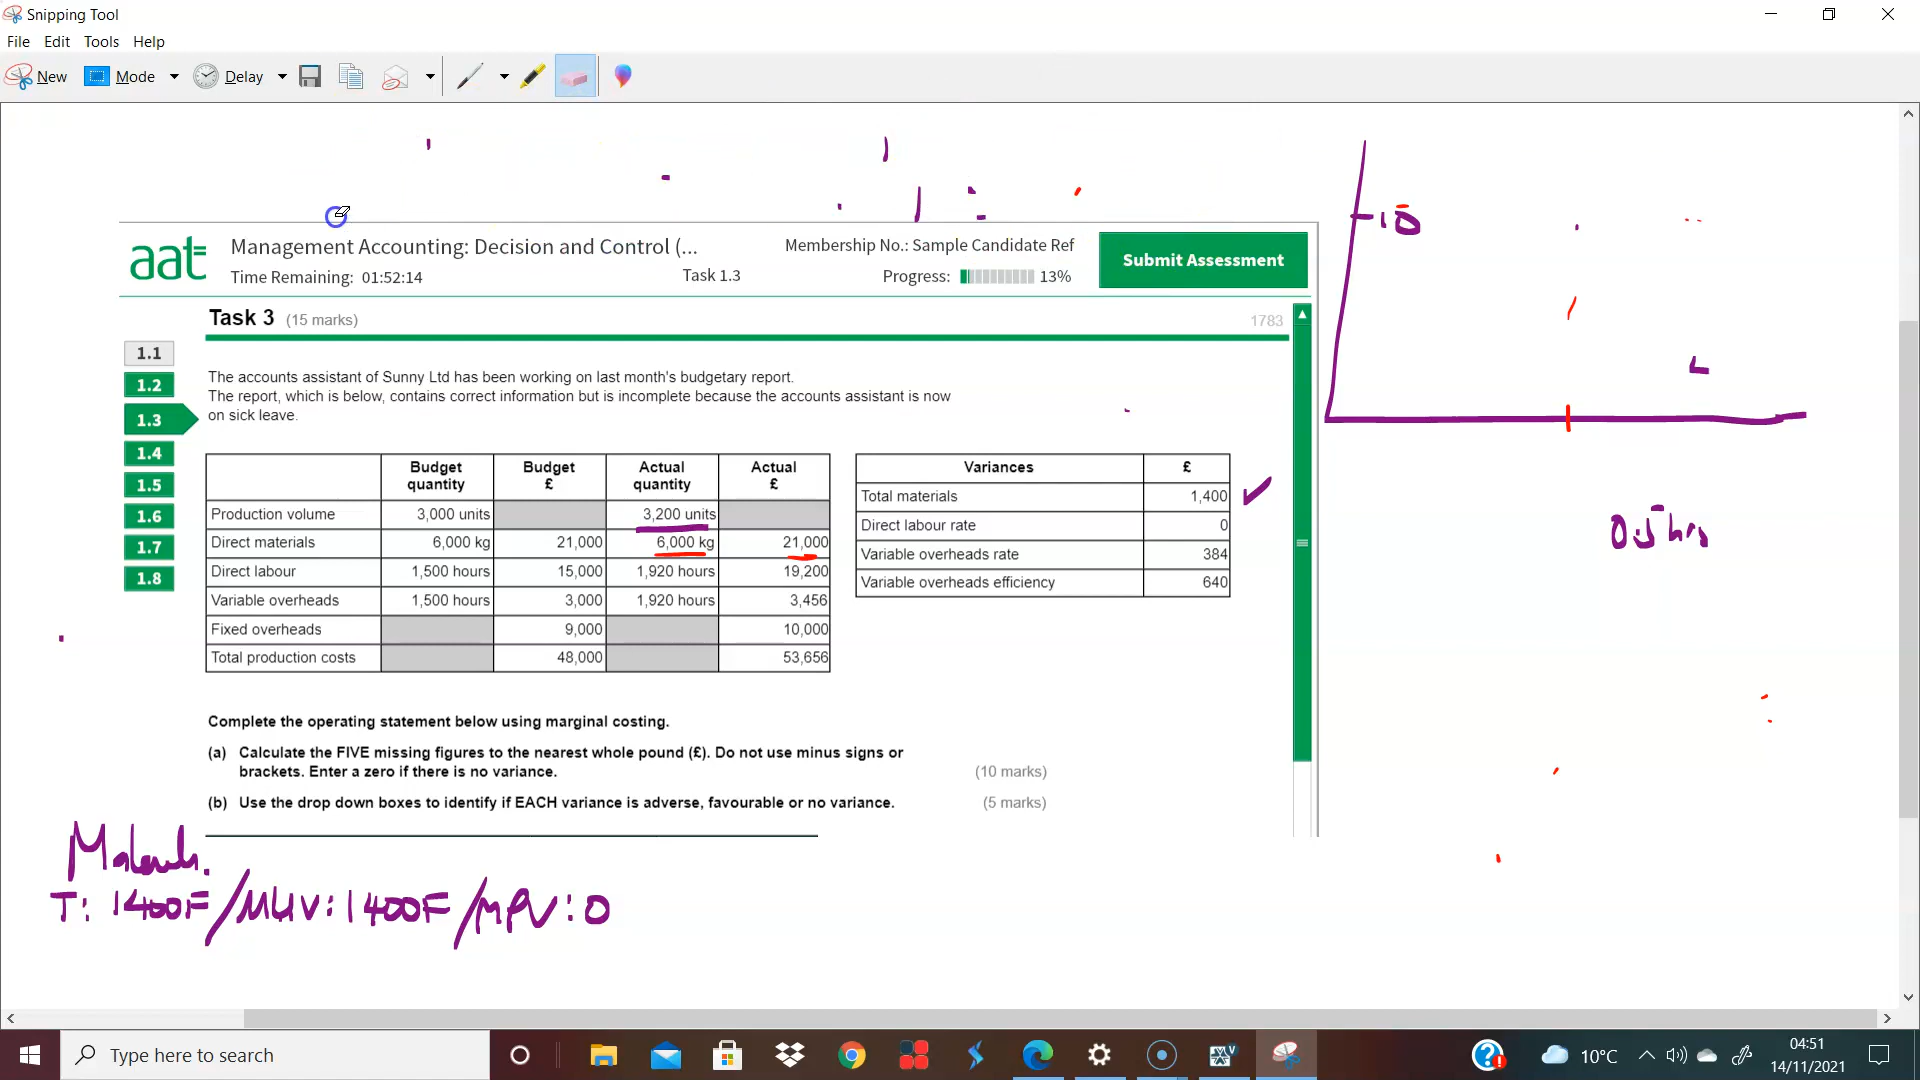 Snipping Tool
File Edit Tools Help
New Mode Delay
aat
Management Accounting: Decision and Control (...
Membership No.: Sample Candidate Ref
Submit Assessment
Time Remaining: 01:52:14
Task 1.3
Progress: 13%
Task 3 (15 marks)
1783
1.1
1.2
1.3
1.4
1.5
1.6
1.7
1.8
The accounts assistant of Sunny Ltd has been working on last month's budgetary report.
The report, which is below, contains correct information but is incomplete because the accounts assistant is now
on sick leave.
Budget quantity Budget £ Actual quantity Actual £
Production volume 3,000 units 3,200 units
Direct materials 6,000 kg 21,000 6,000 kg 21,000
Direct labour 1,500 hours 15,000 1,920 hours 19,200
Variable overheads 1,500 hours 3,000 1,920 hours 3,456
Fixed overheads 9,000 10,000
Total production costs 48,000 53,656
Variances £
Total materials 1,400
Direct labour rate 0
Variable overheads rate 384
Variable overheads efficiency 640
10
0.5 hrs
Complete the operating statement below using marginal costing.
(a) Calculate the FIVE missing figures to the nearest whole pound (£). Do not use minus signs or
brackets. Enter a zero if there is no variance.
(10 marks)
(b) Use the drop down boxes to identify if EACH variance is adverse, favourable or no variance.
(5 marks)
T: 1400F / MUV: 1400F / MPV: 0
Type here to search
10°C
04:51
14/11/2021